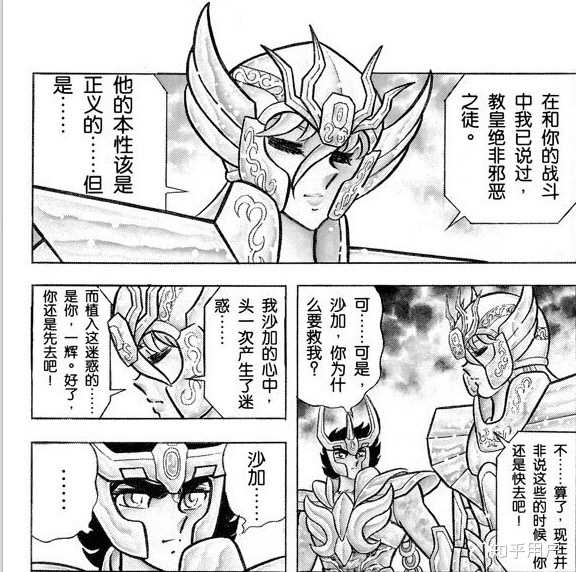 在和你的战斗
中我已说过，
教皇绝非邪恶
之徒。
他的本性该是
正义的……但
是……
可……可是，
沙加，你为什
么要救我？
不……算了，现在并
非说这些的时候，你
还是快去吧！
我沙加的心中
头一次产生了迷
惑……
而植入这迷惑的……
是你，一辉。好了，
你还是先去吧！
沙加……
……
……
知乎用户